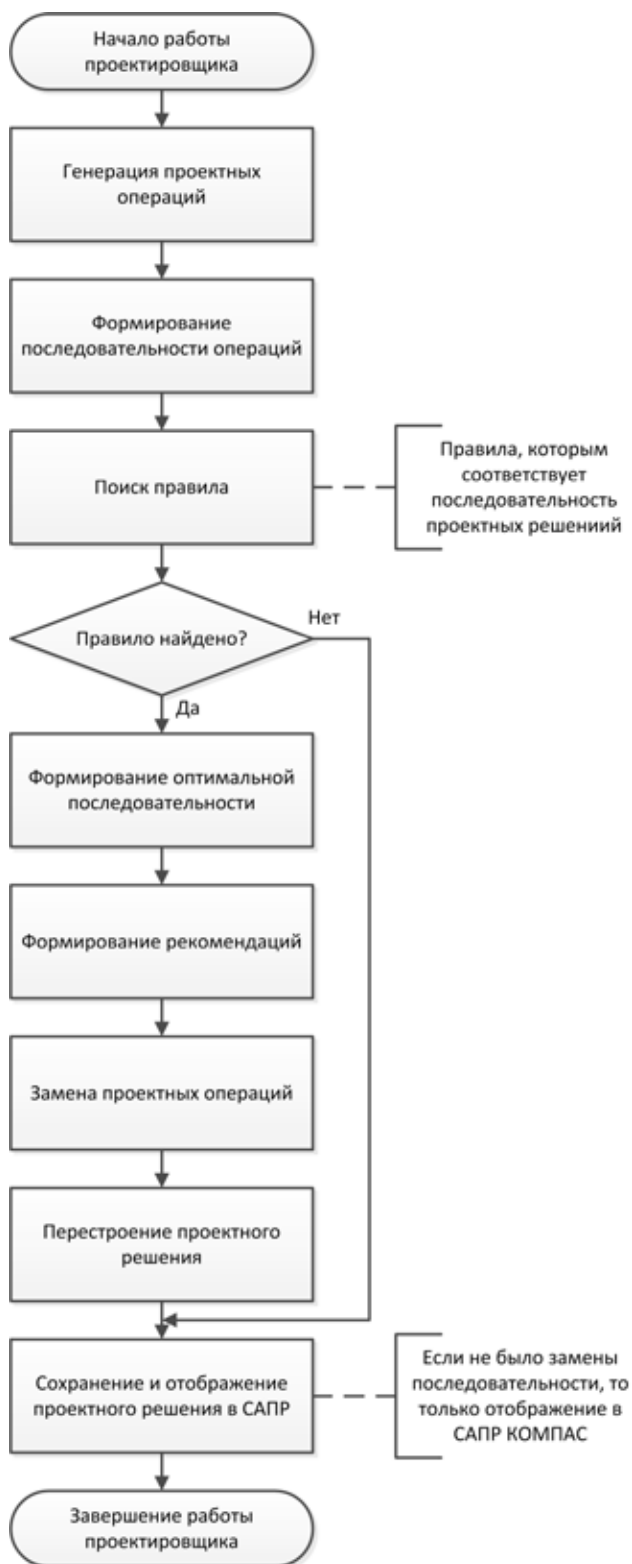 Начало работы
проектировщика
Генерация проектных
операций
Формирование
последовательности операций
Поиск правила
Правила, которым
соответствует
последовательность
проектных решениий
Правило найдено?
Нет
Да
Формирование оптимальной
последовательности
Формирование рекомендаций
Замена проектных операций
Перестроение проектного
решения
Сохранение и отображение
проектного решения в САПР
Если не было замены
последовательности, то
только отображение в
САПР КОМПАС
Завершение работы
проектировщика